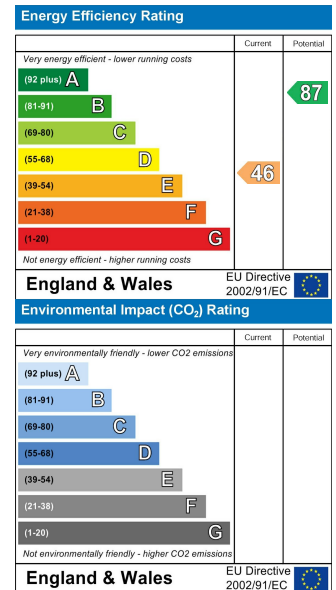 Energy Efficiency Rating
Current Potential
Very energy efficient - lower running costs
(92 plus) A
87
(81-91) B
(69-80) C
(55-68) D
46
(39-54) E
(21-38) F
(1-20) G
Not energy efficient - higher running costs
England & Wales
EU Directive
2002/91/EC
Environmental Impact (CO₂) Rating
Current Potential
Very environmentally friendly - lower CO2 emissions
(92 plus) A
(81-91) B
(69-80) C
(55-68) D
(39-54) E
(21-38) F
(1-20) G
Not environmentally friendly - higher CO2 emissions
England & Wales
EU Directive
2002/91/EC